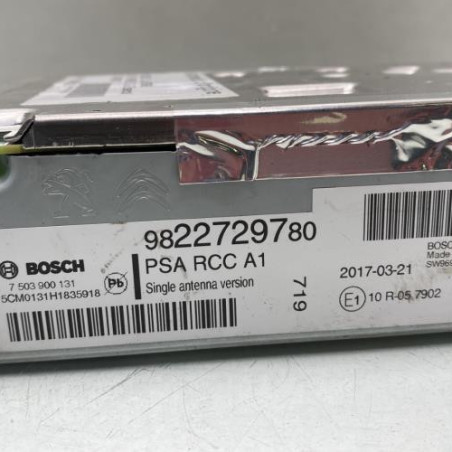 9822729780
BOSCH
PSA RCC A1
7 503 900 131
5CM0131H1835918
Pb
Single antenna version
719
2017-03-21
E1 10 R-05 7902
BOSC
Made
SW969